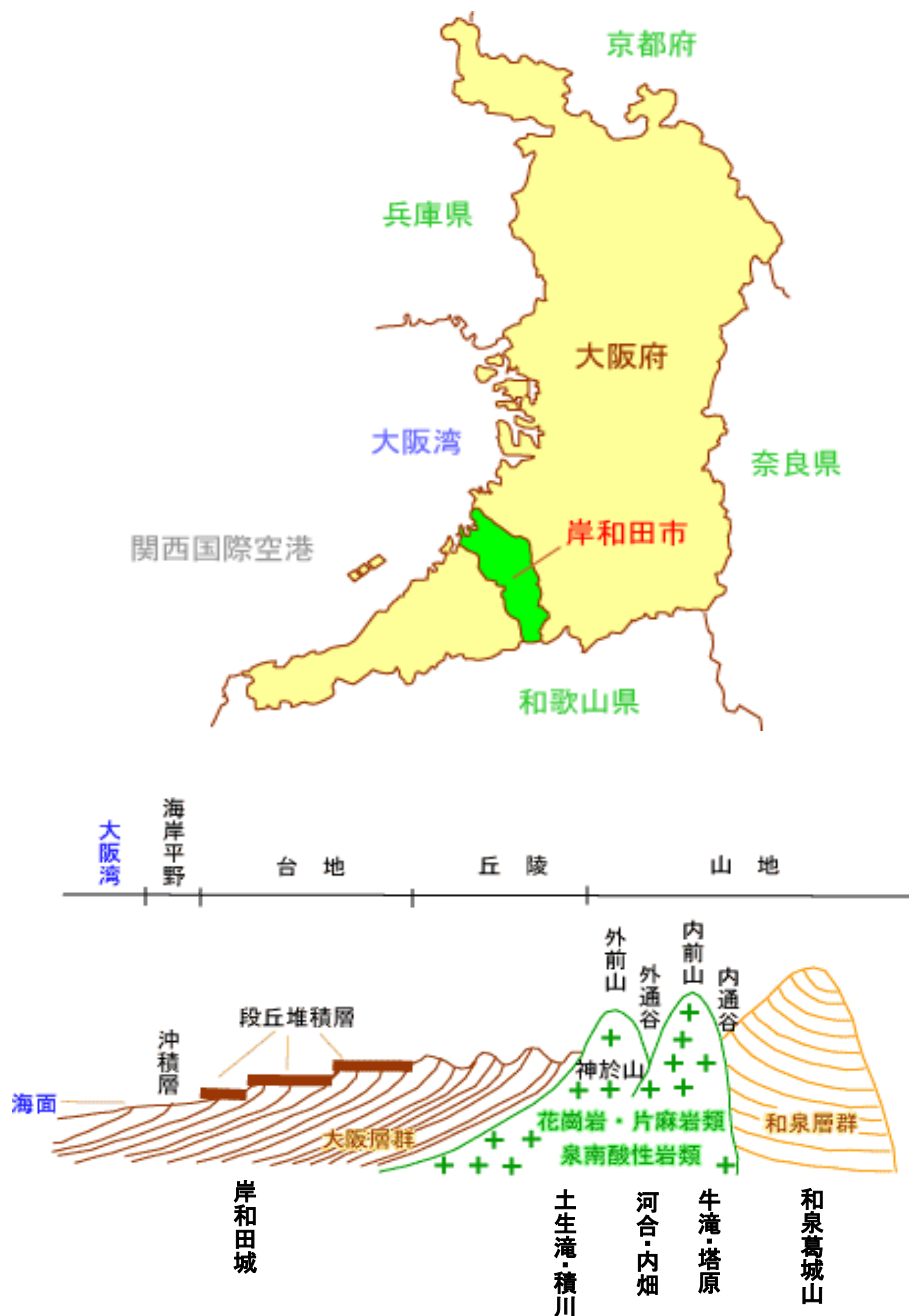 京都府
兵庫県
大阪府
大阪湾
奈良県
岸和田市
関西国際空港
和歌山県
大阪湾
海岸平野
台地
丘陵
山地
外前山
外通谷
内前山
内通谷
段丘堆積層
沖積層
神於山
海面
大阪層群
花崗岩・片麻岩類
泉南酸性岩類
和泉層群
岸和田城
土生滝・積川
河合・内畑
牛滝・塔原
和泉葛城山